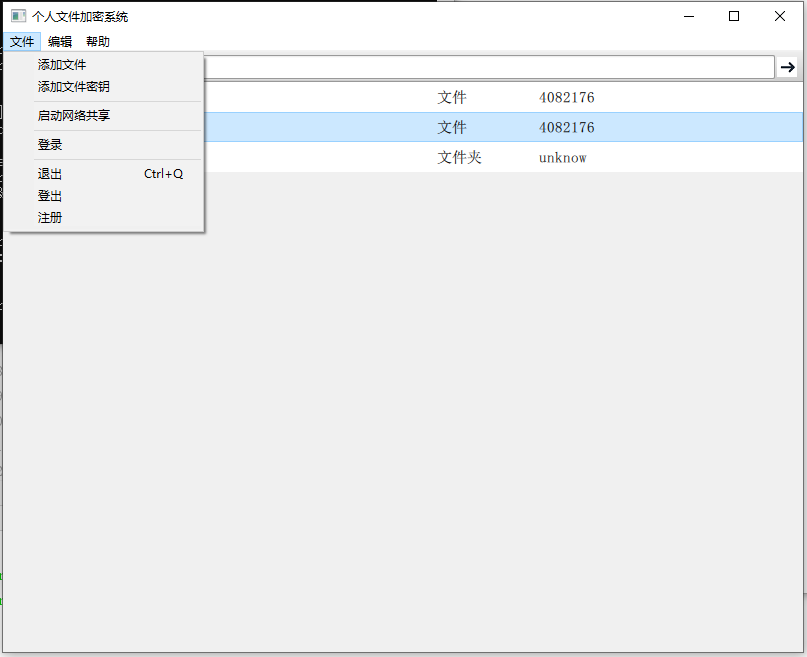 个人文件加密系统
文件 编辑 帮助
添加文件
添加文件密钥
启动网络共享
登录
退出 Ctrl+Q
登出
注册
文件 4082176
文件 4082176
文件夹 unknow